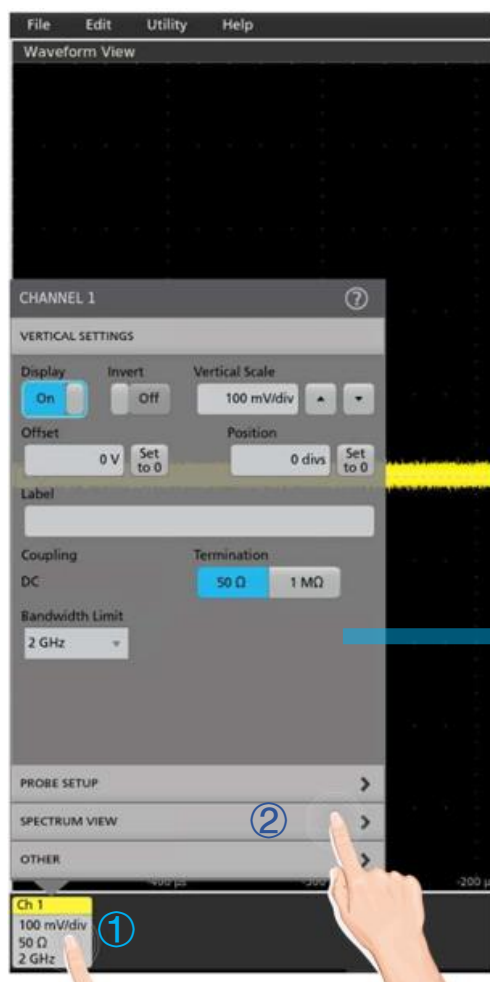 File Edit Utility Help
Waveform View
CHANNEL 1 ?
VERTICAL SETTINGS
Display Invert Vertical Scale
On Off 100 mV/div
Offset Position
0 V Set to 0 0 divs Set to 0
Label
Coupling Termination
DC 50 Ω 1 MΩ
Bandwidth Limit
2 GHz
PROBE SETUP
SPECTRUM VIEW ②
OTHER
-200 µ
Ch 1
100 mV/div ①
50 Ω
2 GHz